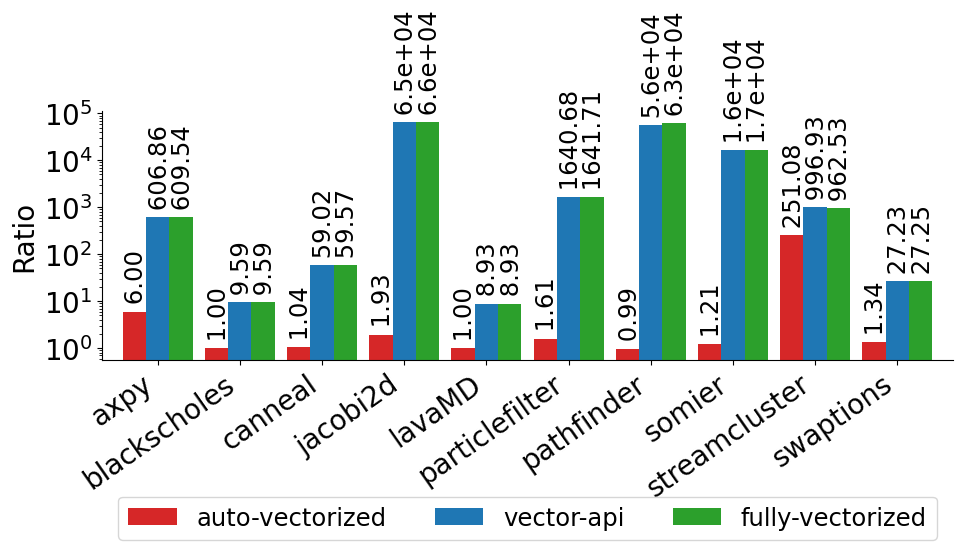 Ratio
10^5
10^4
10^3
10^2
10^1
10^0
6.00
606.86
609.54
1.00
9.59
9.59
1.04
59.02
59.57
1.93
6.5e+04
6.6e+04
1.00
8.93
8.93
1.61
1640.68
1641.71
0.99
5.6e+04
6.3e+04
1.21
1.6e+04
1.7e+04
251.08
996.93
962.53
1.34
27.23
27.25
axpy
blackscholes
canneal
jacobi2d
lavaMD
particlefilter
pathfinder
somier
streamcluster
swaptions
auto-vectorized
vector-api
fully-vectorized